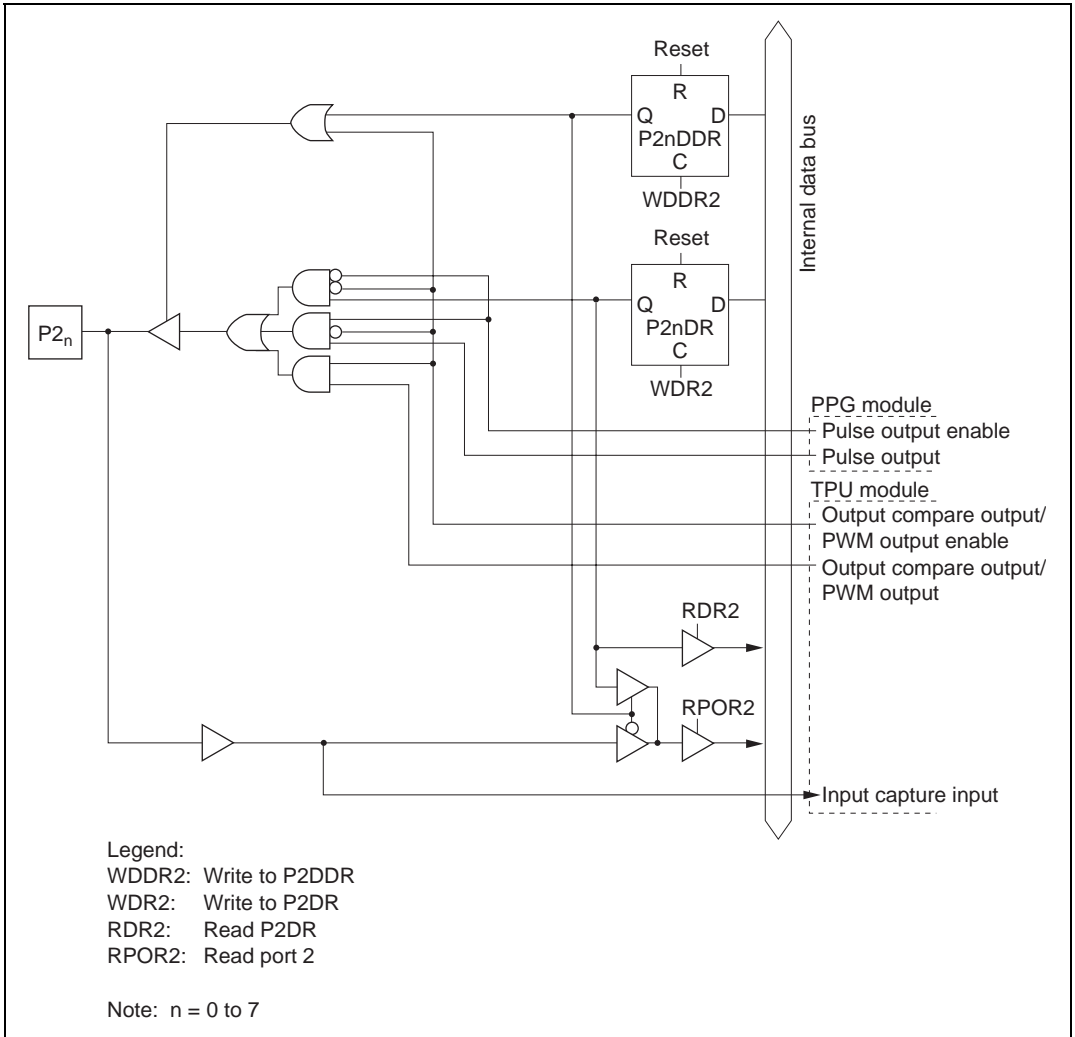 Reset
R
Q D
P2nDDR
C
WDDR2
Internal data bus
Reset
R
Q D
P2nDR
C
WDR2
P2n
PPG module
Pulse output enable
Pulse output
TPU module
Output compare output/
PWM output enable
Output compare output/
PWM output
RDR2
RPOR2
Input capture input
Legend:
WDDR2: Write to P2DDR
WDR2: Write to P2DR
RDR2: Read P2DR
RPOR2: Read port 2
Note: n = 0 to 7